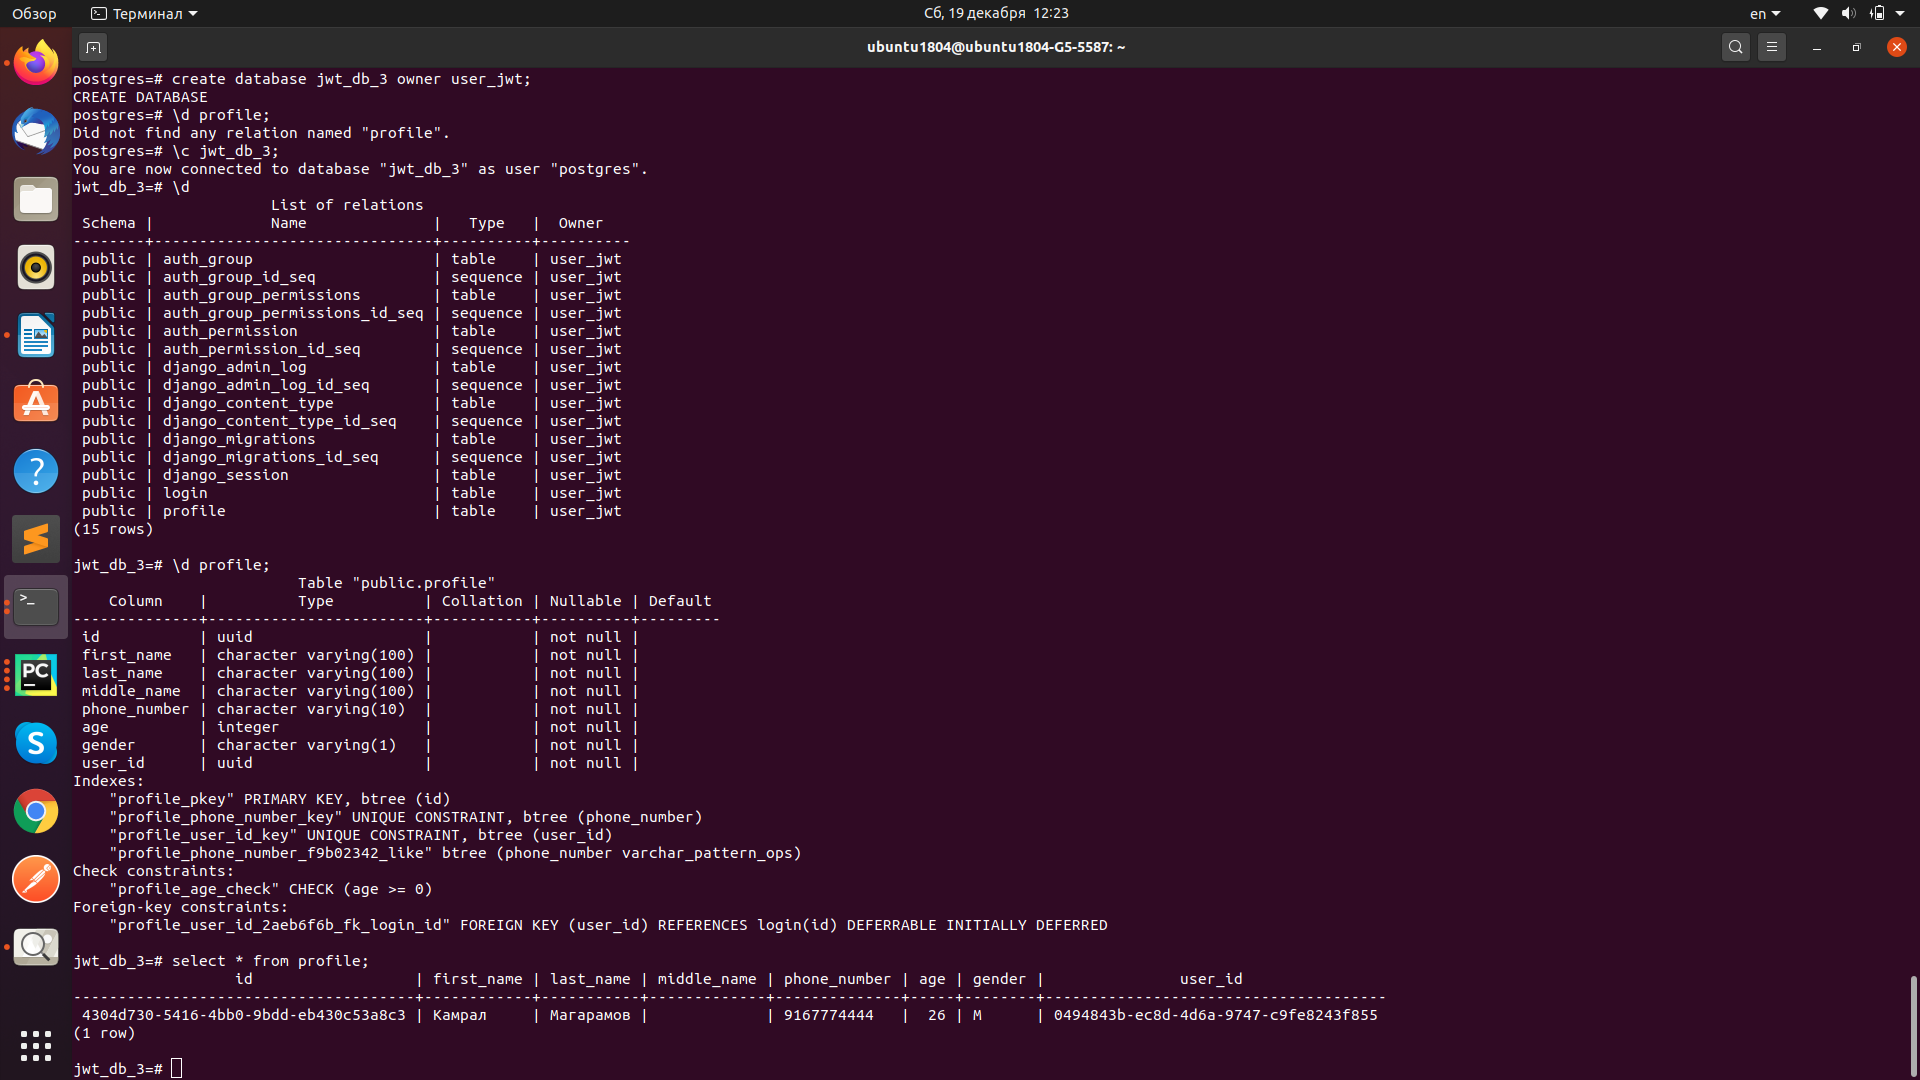 Обзор Терминал Сб, 19 декабря 12:23 en
ubuntu1804@ubuntu1804-G5-5587: ~
postgres=# create database jwt_db_3 owner user_jwt;
CREATE DATABASE
postgres=# \d profile;
Did not find any relation named "profile".
postgres=# \c jwt_db_3;
You are now connected to database "jwt_db_3" as user "postgres".
jwt_db_3=# \d
                      List of relations
 Schema |             Name              |   Type   |  Owner
--------+-------------------------------+----------+----------
 public | auth_group                    | table    | user_jwt
 public | auth_group_id_seq             | sequence | user_jwt
 public | auth_group_permissions        | table    | user_jwt
 public | auth_group_permissions_id_seq | sequence | user_jwt
 public | auth_permission               | table    | user_jwt
 public | auth_permission_id_seq        | sequence | user_jwt
 public | django_admin_log              | table    | user_jwt
 public | django_admin_log_id_seq       | sequence | user_jwt
 public | django_content_type           | table    | user_jwt
 public | django_content_type_id_seq    | sequence | user_jwt
 public | django_migrations             | table    | user_jwt
 public | django_migrations_id_seq      | sequence | user_jwt
 public | django_session                | table    | user_jwt
 public | login                         | table    | user_jwt
 public | profile                       | table    | user_jwt
(15 rows)
jwt_db_3=# \d profile;
                         Table "public.profile"
    Column    |          Type          | Collation | Nullable | Default
--------------+------------------------+-----------+----------+---------
 id           | uuid                   |           | not null |
 first_name   | character varying(100) |           | not null |
 last_name    | character varying(100) |           | not null |
 middle_name  | character varying(100) |           | not null |
 phone_number | character varying(10)  |           | not null |
 age          | integer                |           | not null |
 gender       | character varying(1)   |           | not null |
 user_id      | uuid                   |           | not null |
Indexes:
    "profile_pkey" PRIMARY KEY, btree (id)
    "profile_phone_number_key" UNIQUE CONSTRAINT, btree (phone_number)
    "profile_user_id_key" UNIQUE CONSTRAINT, btree (user_id)
    "profile_phone_number_f9b02342_like" btree (phone_number varchar_pattern_ops)
Check constraints:
    "profile_age_check" CHECK (age >= 0)
Foreign-key constraints:
    "profile_user_id_2aeb6f6b_fk_login_id" FOREIGN KEY (user_id) REFERENCES login(id) DEFERRABLE INITIALLY DEFERRED
jwt_db_3=# select * from profile;
                  id                  | first_name | last_name | middle_name | phone_number | age | gender |               user_id
--------------------------------------+------------+-----------+-------------+--------------+-----+--------+--------------------------------------
 4304d730-5416-4bb0-9bdd-eb430c53a8c3 | Камрал     | Магарамов |             | 9167774444   |  26 | M      | 0494843b-ec8d-4d6a-9747-c9fe8243f855
(1 row)
jwt_db_3=#